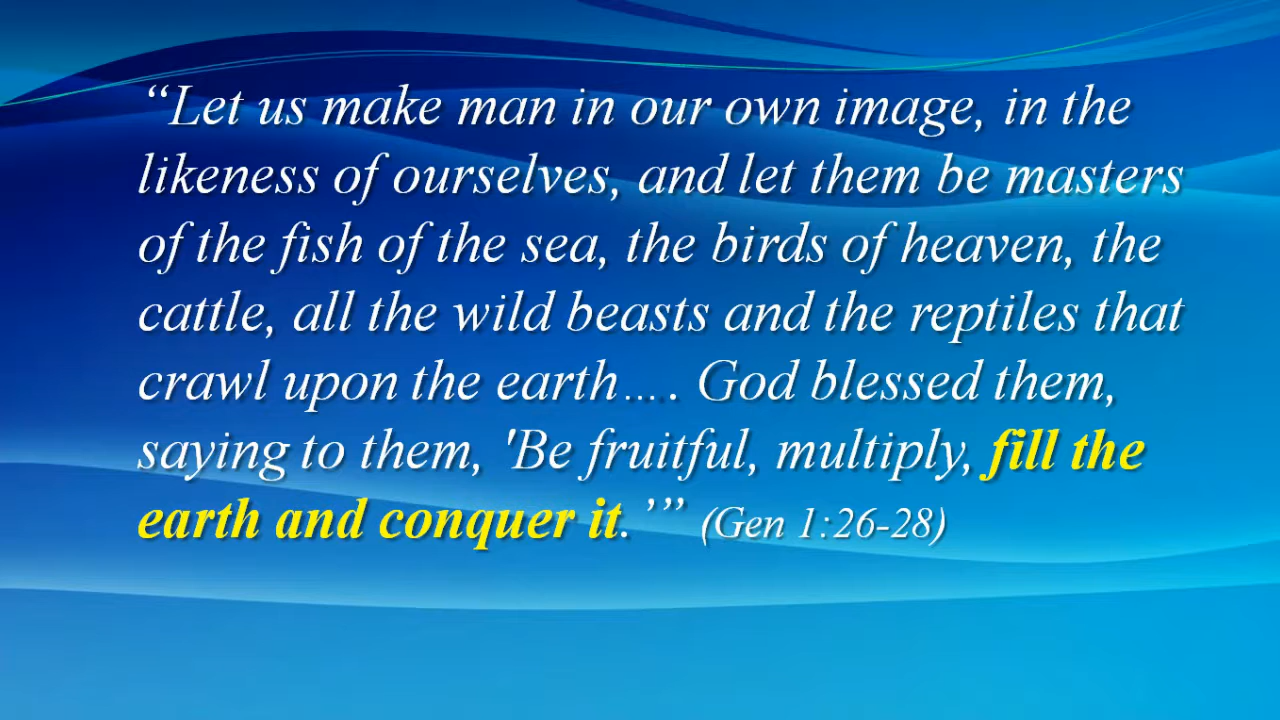 “Let us make man in our own image, in the
likeness of ourselves, and let them be masters
of the fish of the sea, the birds of heaven, the
cattle, all the wild beasts and the reptiles that
crawl upon the earth…. God blessed them,
saying to them, 'Be fruitful, multiply, fill the
earth and conquer it.’” (Gen 1:26-28)